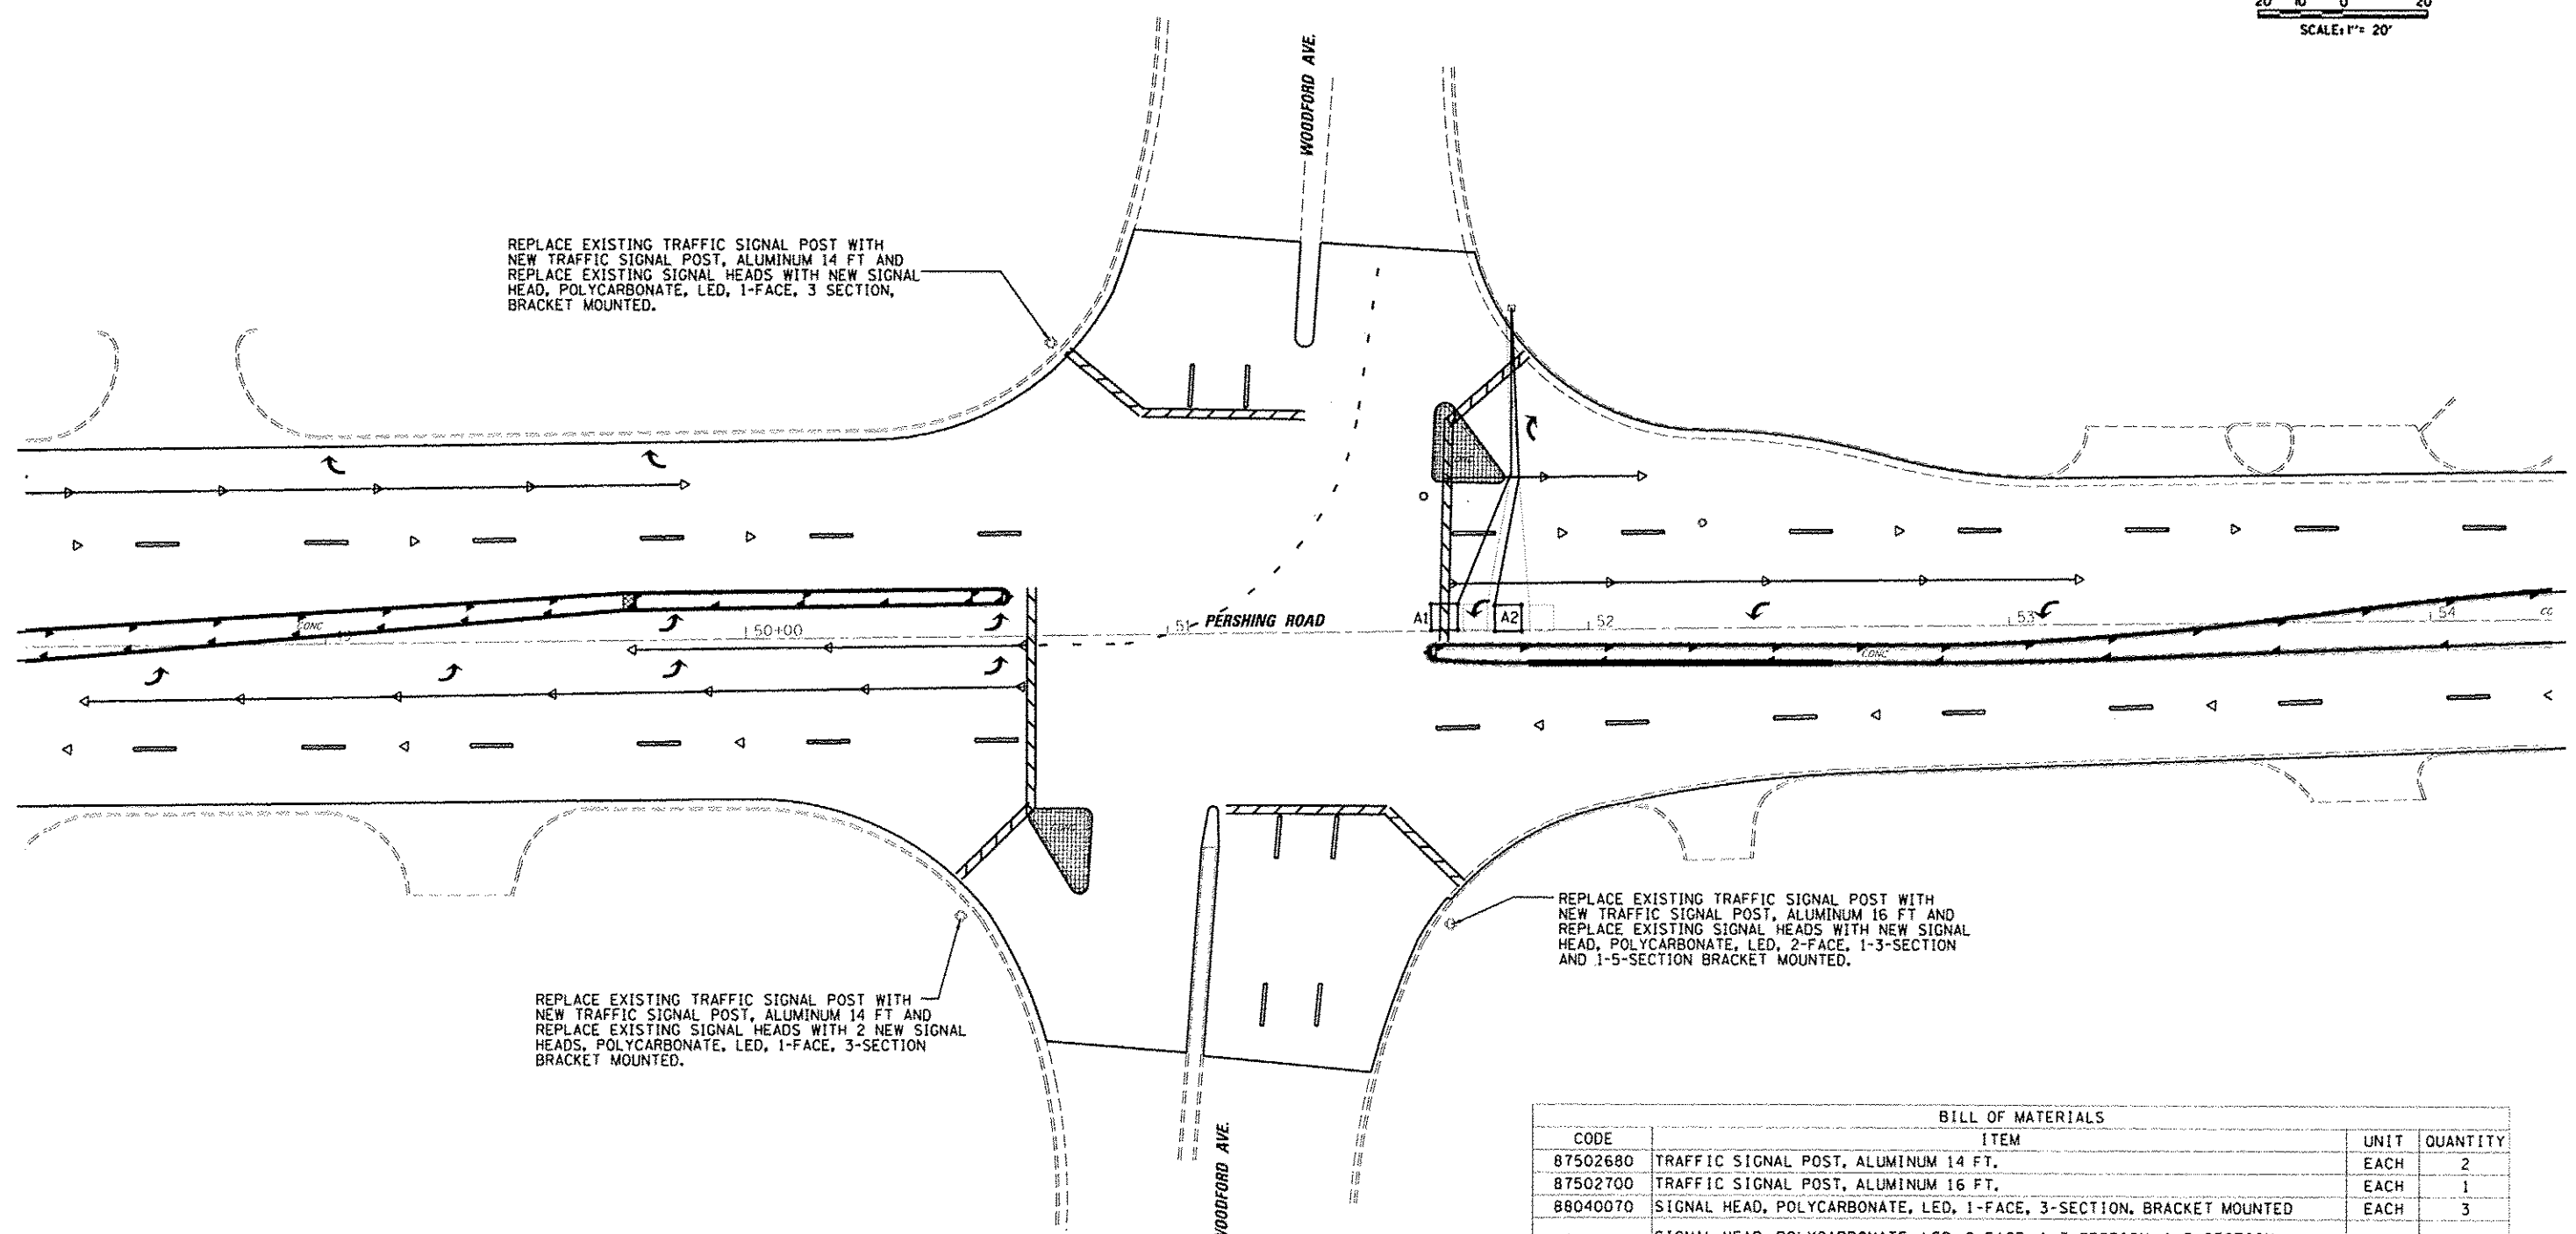 20 10 0 20
SCALE: 1"= 20'
WOODFORD AVE.
REPLACE EXISTING TRAFFIC SIGNAL POST WITH
NEW TRAFFIC SIGNAL POST, ALUMINUM 14 FT AND
REPLACE EXISTING SIGNAL HEADS WITH NEW SIGNAL
HEAD, POLYCARBONATE, LED, 1-FACE, 3 SECTION,
BRACKET MOUNTED.
CONC
50+00
51
PERSHING ROAD
A1
A2
52
53
54
CONC
REPLACE EXISTING TRAFFIC SIGNAL POST WITH
NEW TRAFFIC SIGNAL POST, ALUMINUM 16 FT AND
REPLACE EXISTING SIGNAL HEADS WITH NEW SIGNAL
HEAD, POLYCARBONATE, LED, 2-FACE, 1-3-SECTION
AND 1-5-SECTION BRACKET MOUNTED.
REPLACE EXISTING TRAFFIC SIGNAL POST WITH
NEW TRAFFIC SIGNAL POST, ALUMINUM 14 FT AND
REPLACE EXISTING SIGNAL HEADS WITH 2 NEW SIGNAL
HEADS, POLYCARBONATE, LED, 1-FACE, 3-SECTION
BRACKET MOUNTED.
WOODFORD AVE.
BILL OF MATERIALS
CODE ITEM UNIT QUANTITY
87502680 TRAFFIC SIGNAL POST, ALUMINUM 14 FT. EACH 2
87502700 TRAFFIC SIGNAL POST, ALUMINUM 16 FT. EACH 1
88040070 SIGNAL HEAD, POLYCARBONATE, LED, 1-FACE, 3-SECTION, BRACKET MOUNTED EACH 3